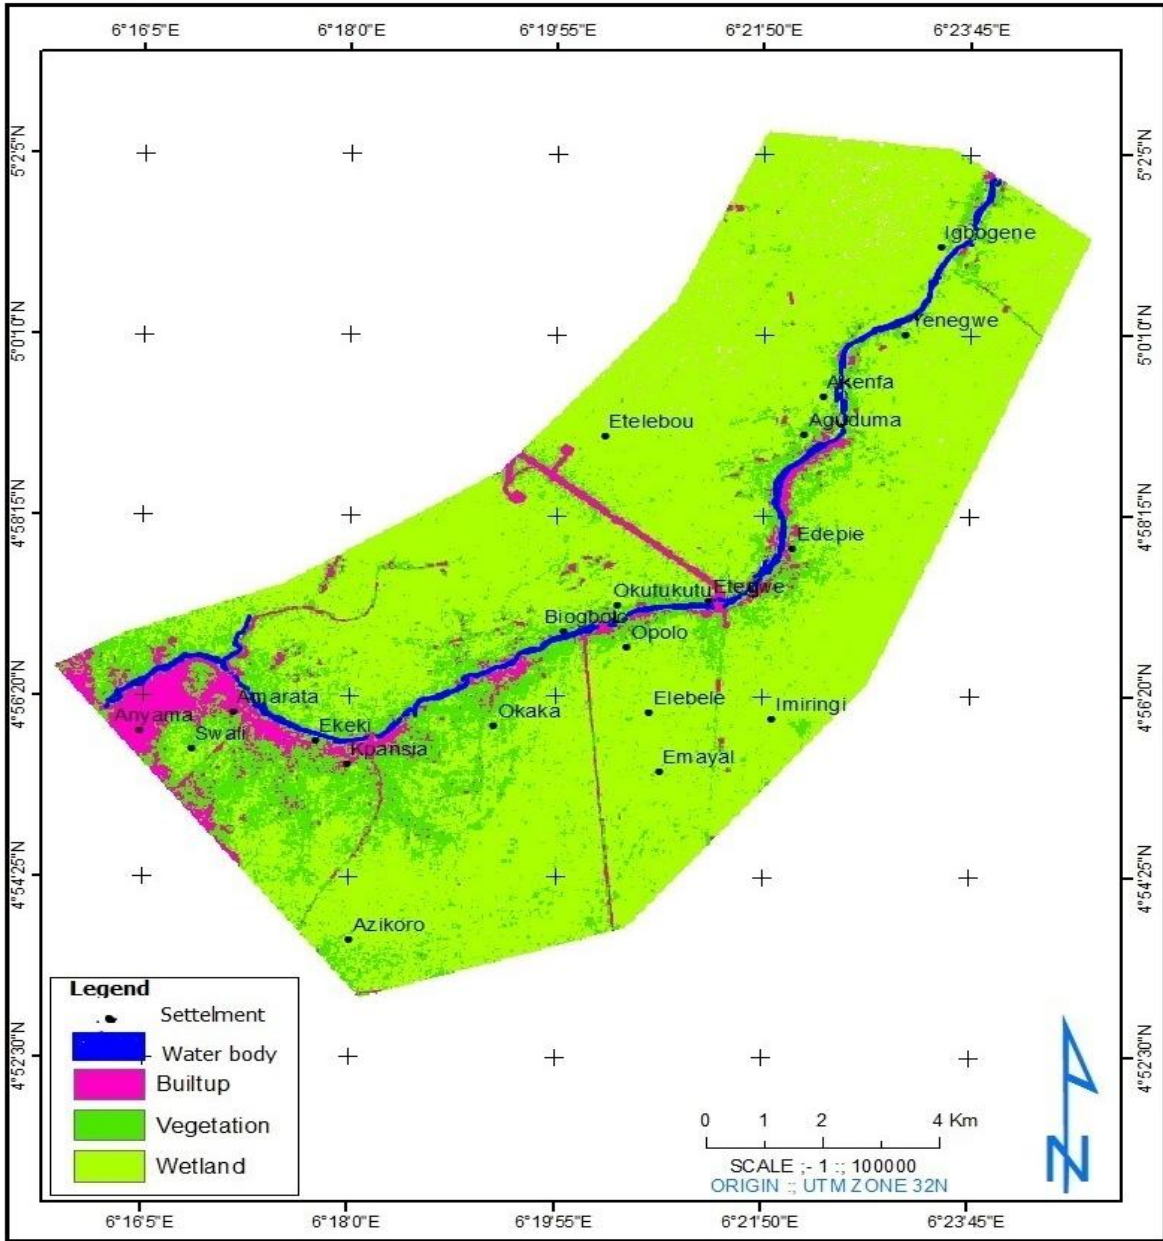 6°16'5"E 6°18'0"E 6°19'55"E 6°21'50"E 6°23'45"E
5°2'5"N 5°2'5"N
Igbogene
Yenegwe
5°0'10"N 5°0'10"N
Akenfa
Aguduma
Etelebou
4°58'15"N 4°58'15"N
Edepie
Okutukutu Etegwe
Biogbolo
Opolo
4°56'20"N 4°56'20"N
Amarata
Elebele
Imiringi
Anyama
Swali
Ekeki
Okaka
Kpansia
Emayal
4°54'25"N 4°54'25"N
Azikoro
Legend
Settelment
Water body
Builtup
Vegetation
Wetland
4°52'30"N 4°52'30"N
0 1 2 4 Km
SCALE ;- 1 :; 100000
ORIGIN :; UTM ZONE 32N
N
6°16'5"E 6°18'0"E 6°19'55"E 6°21'50"E 6°23'45"E